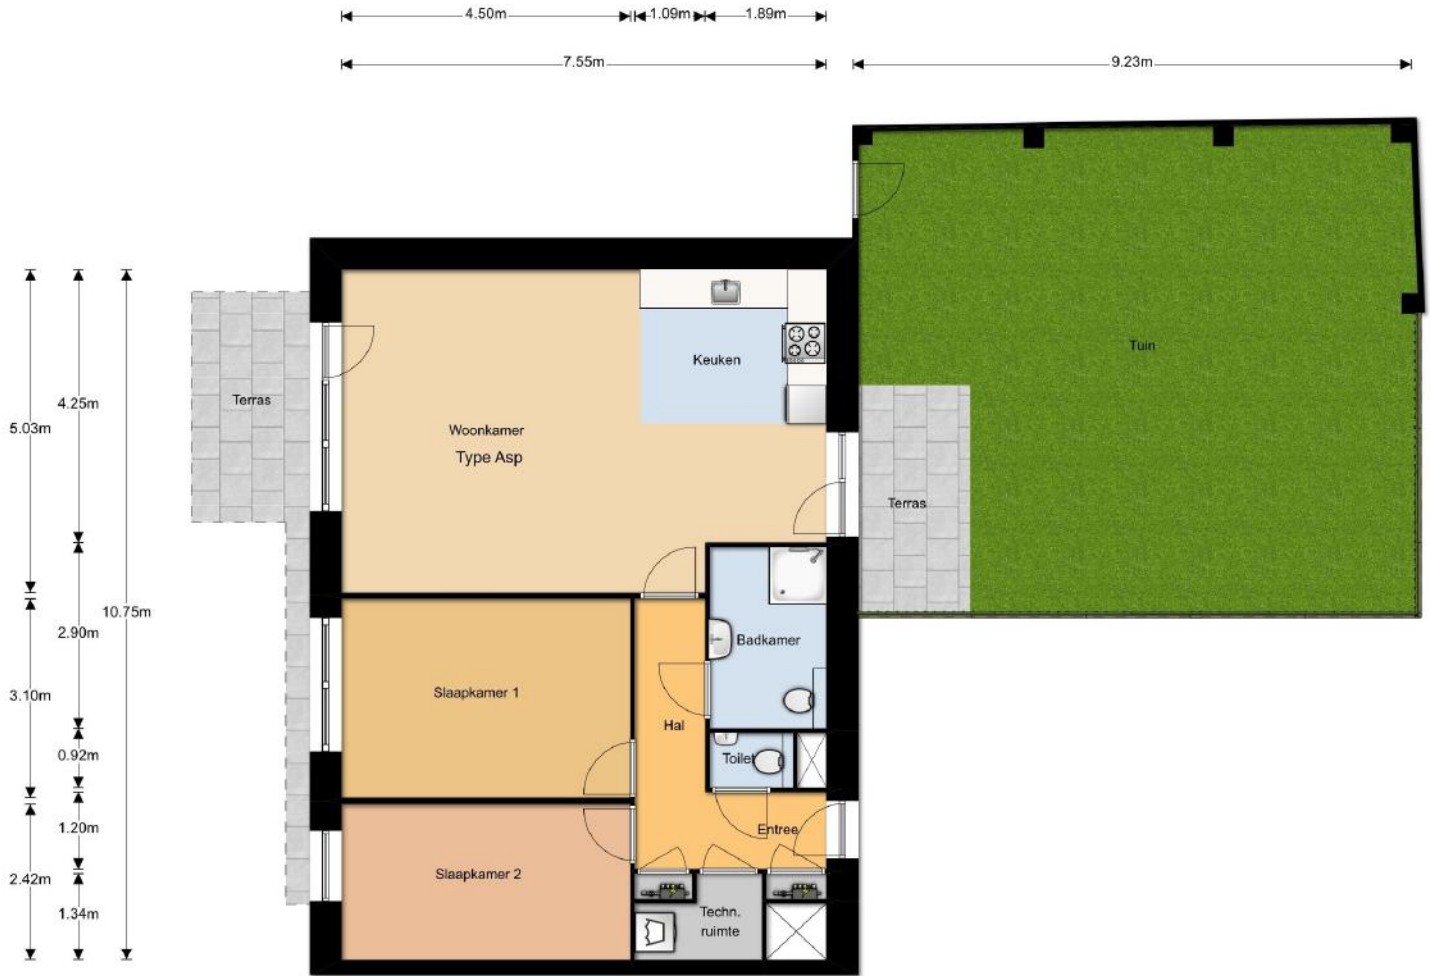 4.50m
1.09m
1.89m
7.55m
9.23m
Tuin
Keuken
Terras
4.25m
5.03m
Woonkamer
Type Asp
Terras
10.75m
2.90m
Badkamer
3.10m
Slaapkamer 1
Hal
0.92m
Toilet
1.20m
Entree
2.42m
Slaapkamer 2
1.34m
Techn.
ruimte